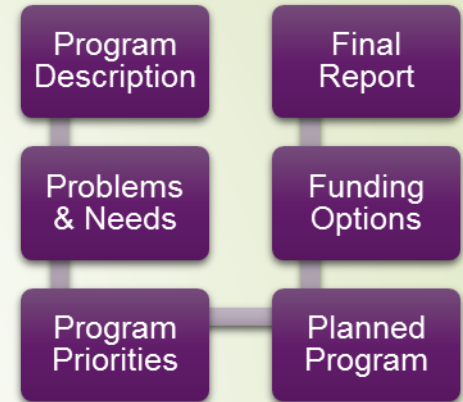 Program
Description
Problems
& Needs
Program
Priorities
Planned
Program
Funding
Options
Final
Report